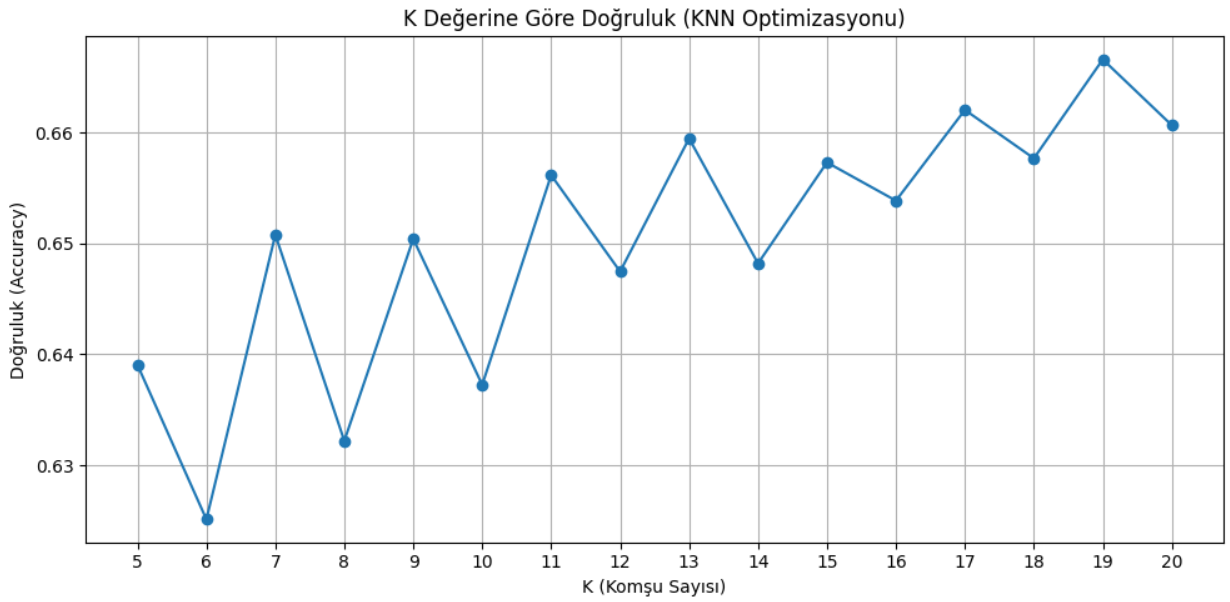 K Değerine Göre Doğruluk (KNN Optimizasyonu)
Doğruluk (Accuracy)
0.66
0.65
0.64
0.63
5 6 7 8 9 10 11 12 13 14 15 16 17 18 19 20
K (Komşu Sayısı)